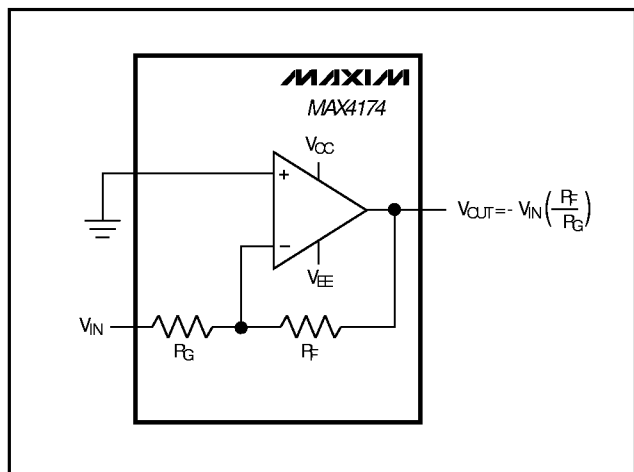 MAXIM
MAX4174
VCC
+
VOUT = - VIN (RF/RG)
−
VEE
VIN
RG
RF